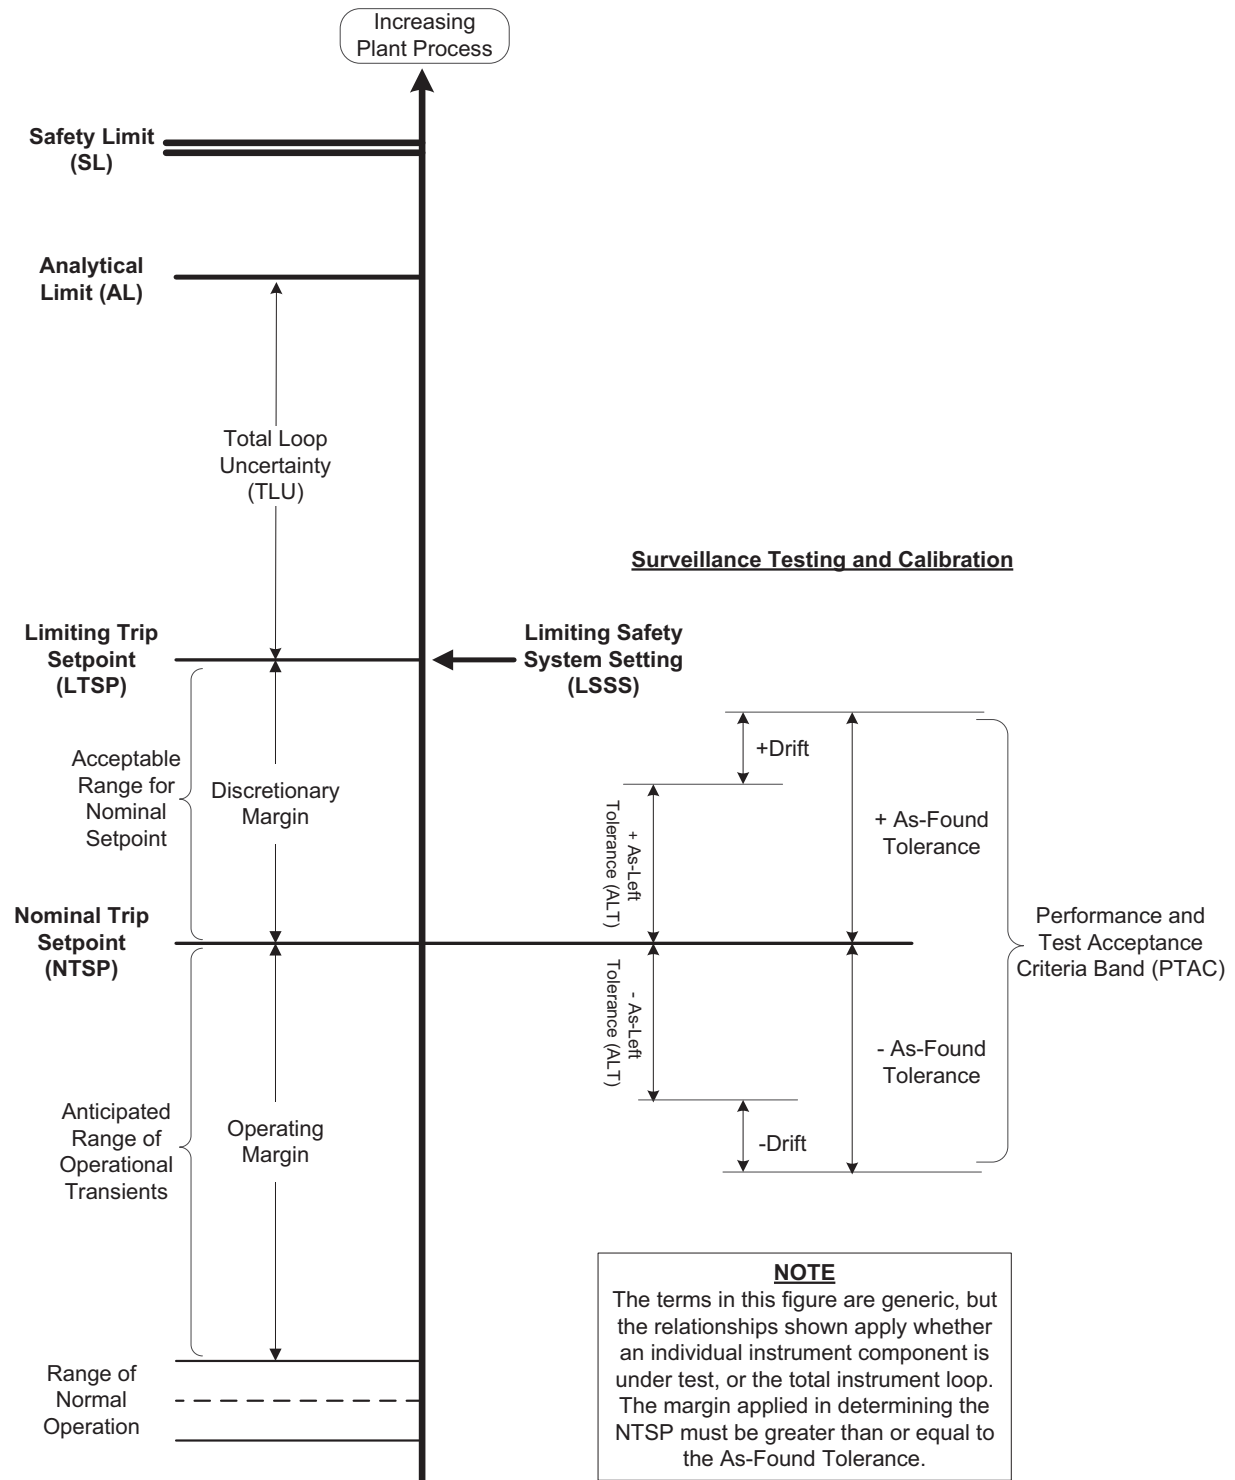 Increasing
Plant Process
Safety Limit
(SL)
Analytical
Limit (AL)
Total Loop
Uncertainty
(TLU)
Surveillance Testing and Calibration
Limiting Trip
Setpoint
(LTSP)
Limiting Safety
System Setting
(LSSS)
Acceptable
Range for
Nominal
Setpoint
Discretionary
Margin
+Drift
+ As-Left
Tolerance (ALT)
+ As-Found
Tolerance
Nominal Trip
Setpoint
(NTSP)
Performance and
Test Acceptance
Criteria Band (PTAC)
- As-Left
Tolerance (ALT)
- As-Found
Tolerance
-Drift
Anticipated
Range of
Operational
Transients
Operating
Margin
Range of
Normal
Operation
NOTE
The terms in this figure are generic, but
the relationships shown apply whether
an individual instrument component is
under test, or the total instrument loop.
The margin applied in determining the
NTSP must be greater than or equal to
the As-Found Tolerance.